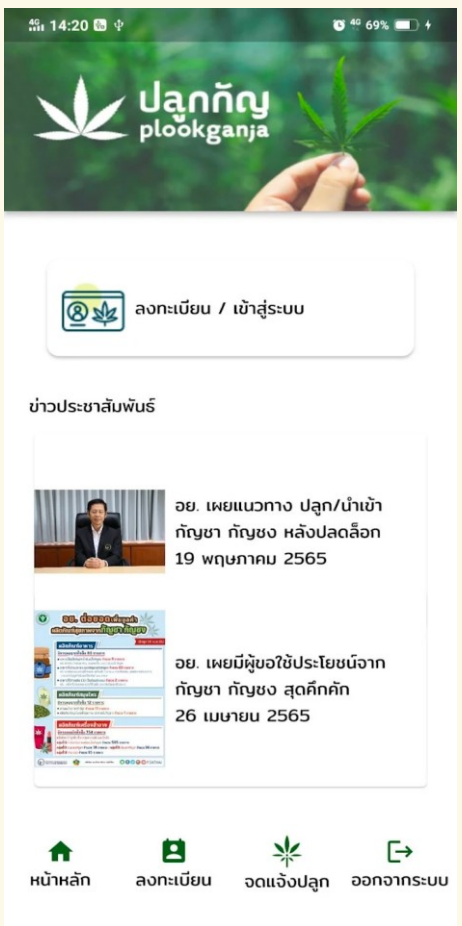 4G 14:20 4G 69%
ปลูกกัญ
plookganja
ลงทะเบียน / เข้าสู่ระบบ
ข่าวประชาสัมพันธ์
อย. เผยแนวทาง ปลูก/นำเข้า
กัญชา กัญชง หลังปลดล็อก
19 พฤษภาคม 2565
อย. เผยมีผู้ขอใช้ประโยชน์จาก
กัญชา กัญชง สุดคึกคัก
26 เมษายน 2565
หน้าหลัก ลงทะเบียน จดแจ้งปลูก ออกจากระบบ